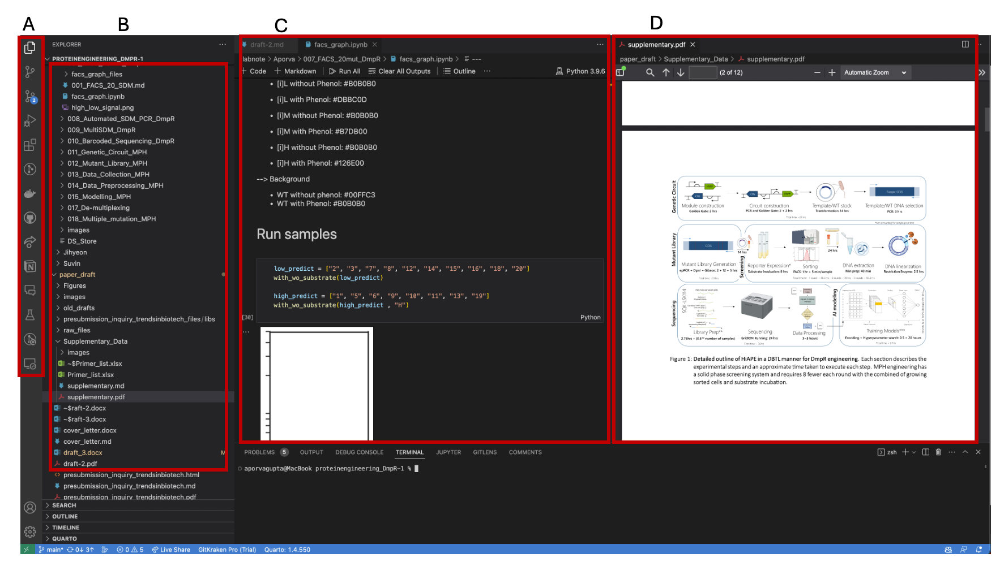 A
B
C
D
EXPLORER
PROTEINENGINEERING_DMPR-1
facs_graph_files
001_FACS_20_SDM.md
facs_graph.ipynb
high_low_signal.png
008_Automated_SDM_PCR_DmpR
009_MultiSDM_DmpR
010_Barcoded_Sequencing_DmpR
011_Genetic_Circuit_MPH
012_Mutant_Library_MPH
013_Data_Collection_MPH
014_Data_Preprocessing_MPH
015_Modelling_MPH
017_De-multiplexing
018_Multiple_mutation_MPH
images
DS_Store
Jihyeon
Suvin
paper_draft
Figures
images
old_drafts
presubmission_inquiry_trendsinbiotech_files/libs
raw_files
Supplementary_Data
images
~$Primer_list.xlsx
Primer_list.xlsx
supplementary.md
supplementary.pdf
~$raft-2.docx
~$raft-3.docx
cover_letter.docx
cover_letter.md
draft_3.docx M
draft-2.pdf
presubmission_inquiry_trendsinbiotech.html
presubmission_inquiry_trendsinbiotech.md
presubmission_inquiry_trendsinbiotech.pdf
SEARCH
OUTLINE
TIMELINE
QUARTO
2
draft-2.md facs_graph.ipynb
labnote > Aporva > 007_FACS_20mut_DmpR > facs_graph.ipynb > ---
+ Code + Markdown Run All Clear All Outputs Outline ... Python 3.9.6
• [i]L without Phenol: #B0B0B0
• [i]L with Phenol: #DBBC0D
• [i]M without Phenol: #B0B0B0
• [i]M with Phenol: #B7DB00
• [i]H without Phenol: #B0B0B0
• [i]H with Phenol: #126E00
--> Background
• WT without phenol: #00FFC3
• WT with Phenol: #B0B0B0
Run samples
low_predict = ["2", "3", "7", "8", "12", "14", "15", "16", "18", "20"]
with_wo_substrate(low_predict)
high_predict = ["1", "5", "6", "9", "10", "11", "13", "19"]
with_wo_substrate(high_predict , "H")
[30] Python
supplementary.pdf
paper_draft > Supplementary_Data > supplementary.pdf
(2 of 12) Automatic Zoom
Genetic Circuit
Target CDS
Module construction
Golden Gate: 2 hrs
Circuit construction
PCR and Golden Gate: 2 + 2 hrs
Template/WT stock
Transformation: 14 hrs
Template/WT DNA selection
PCR: 3 hrs
Mutant Library
CDS
14 hrs
24 hrs
Mutant Library Generation
epPCR + DpnI + Gibson: 2 + 12 + 5 hrs
Screening
Reporter Expression*
Substrate incubation: 8 hrs
Sorting
FACS: 1 hr + 5 min/sample
DNA extraction
Miniprep: 40 min
DNA linearization
Restriction Enzyme: 2.5 hrs
Sequencing
SQK-LSK114
Library Prep**
2.75hrs + (0.5** number of samples)
Sequencing
GridION Running: 24 hrs
Data Processing
3~5 hours
AI modeling
Training Models***
Encoding + Hyperparameter search: 0.5 + 20 hours
Figure 1: Detailed outline of HiAPE in a DBTL manner for DmpR engineering. Each section describes the
experimental steps and an approximate time taken to execute each step. MPH engineering has
a solid phase screening system and requires 8 fewer each round with the combined of growing
sorted cells and substrate incubation.
PROBLEMS 5 OUTPUT DEBUG CONSOLE TERMINAL JUPYTER GITLENS COMMENTS
zsh
aporvagupta@MacBook proteinengineering_DmpR-1 %
main* 0↓ 3↑ 0 5 Live Share GitKraken Pro (Trial) Quarto: 1.4.550